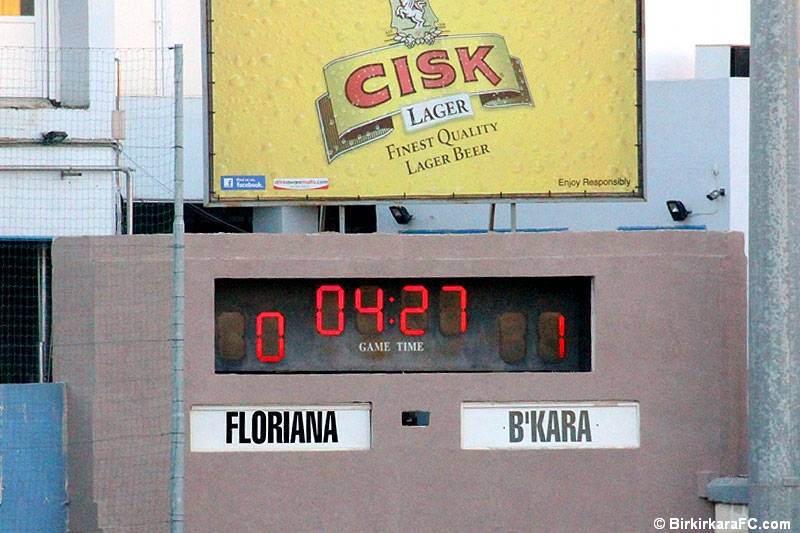 CISK
LAGER
FINEST QUALITY
LAGER BEER
Find us on
facebook.
Enjoy Responsibly
0 04:27 1
GAME TIME
FLORIANA B'KARA
© BirkirkaraFC.com